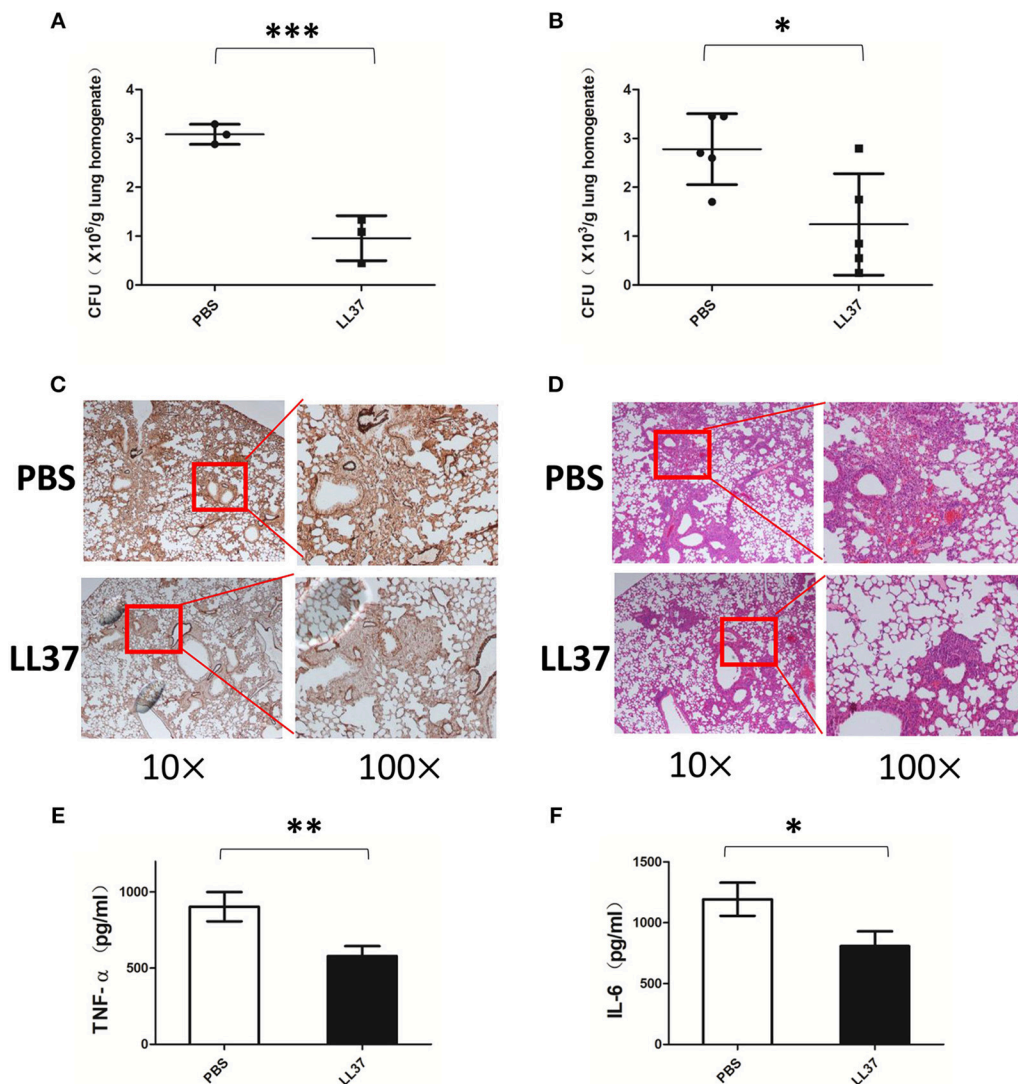 A
***
CFU ( X10⁶/g lung homogenate)
4
3
2
1
0
PBS
LL37
B
*
CFU ( X10³/g lung homogenate)
4
3
2
1
0
PBS
LL37
C
PBS
LL37
10×
100×
D
PBS
LL37
10×
100×
E
**
TNF- α (pg/ml)
1000
500
0
PBS
LL37
F
*
IL-6 (pg/ml)
1500
1000
500
0
PBS
LL37